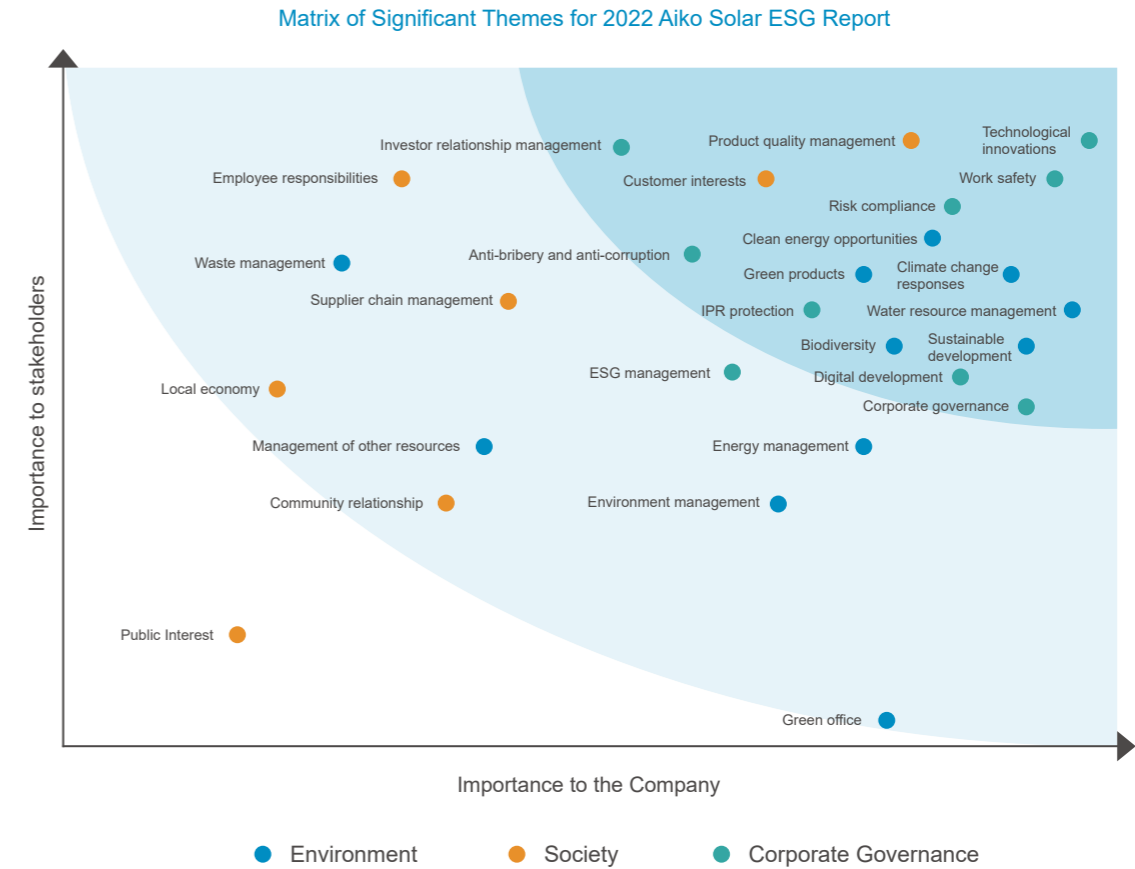 Matrix of Significant Themes for 2022 Aiko Solar ESG Report
Importance to stakeholders
Technological
innovations
Product quality management
Investor relationship management
Employee responsibilities
Customer interests
Work safety
Risk compliance
Clean energy opportunities
Anti-bribery and anti-corruption
Waste management
Green products
Climate change
responses
Supplier chain management
IPR protection
Water resource management
Biodiversity
Sustainable
development
ESG management
Digital development
Local economy
Corporate governance
Management of other resources
Energy management
Community relationship
Environment management
Public Interest
Green office
Importance to the Company
Environment
Society
Corporate Governance